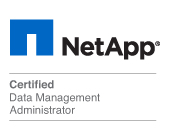 NetApp®
Certified
Data Management
Administrator